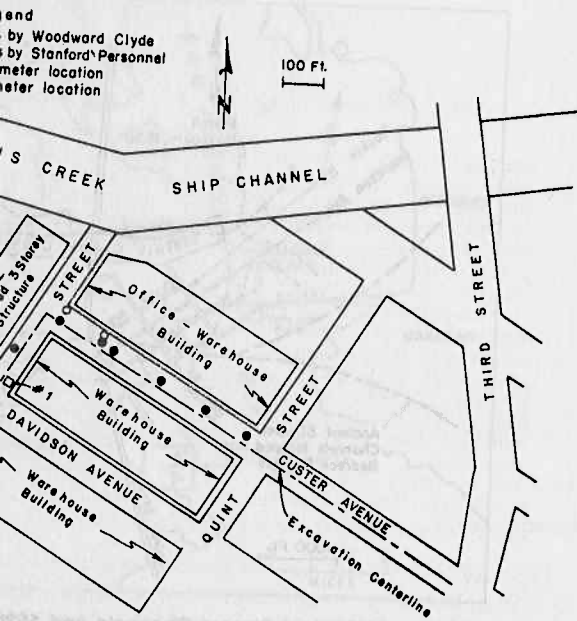 gend
by Woodward Clyde
s by Stanford Personnel
meter location
meter location
N
100 Ft.
S CREEK SHIP CHANNEL
3 Storey
Structure
STREET
Office - Warehouse
Building
#1
Warehouse
Building
DAVIDSON AVENUE
Warehouse
Building
QUINT STREET
CUSTER AVENUE
Excavation Centerline
THIRD STREET